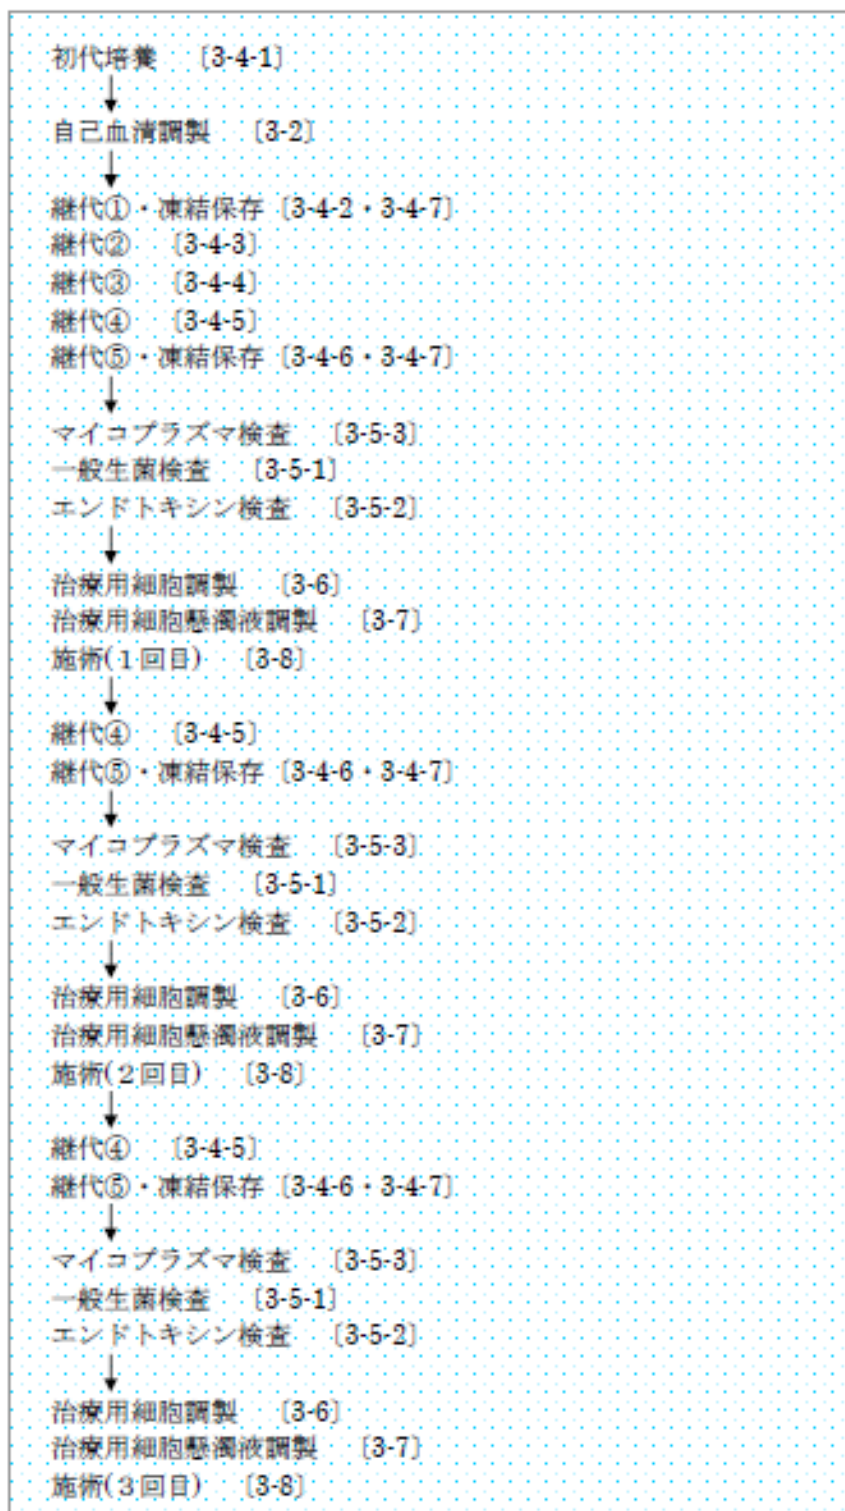 初代培養 〔3-4-1〕
自己血清調製 〔3-2〕
継代①・凍結保存〔3-4-2・3-4-7〕
継代② 〔3-4-3〕
継代③ 〔3-4-4〕
継代④ 〔3-4-5〕
継代⑤・凍結保存〔3-4-6・3-4-7〕
マイコプラズマ検査 〔3-5-3〕
一般生菌検査 〔3-5-1〕
エンドトキシン検査 〔3-5-2〕
治療用細胞調製 〔3-6〕
治療用細胞懸濁液調製 〔3-7〕
施術(１回目) 〔3-8〕
継代④ 〔3-4-5〕
継代⑤・凍結保存〔3-4-6・3-4-7〕
マイコプラズマ検査 〔3-5-3〕
一般生菌検査 〔3-5-1〕
エンドトキシン検査 〔3-5-2〕
治療用細胞調製 〔3-6〕
治療用細胞懸濁液調製 〔3-7〕
施術(２回目) 〔3-8〕
継代④ 〔3-4-5〕
継代⑤・凍結保存〔3-4-6・3-4-7〕
マイコプラズマ検査 〔3-5-3〕
一般生菌検査 〔3-5-1〕
エンドトキシン検査 〔3-5-2〕
治療用細胞調製 〔3-6〕
治療用細胞懸濁液調製 〔3-7〕
施術(３回目) 〔3-8〕